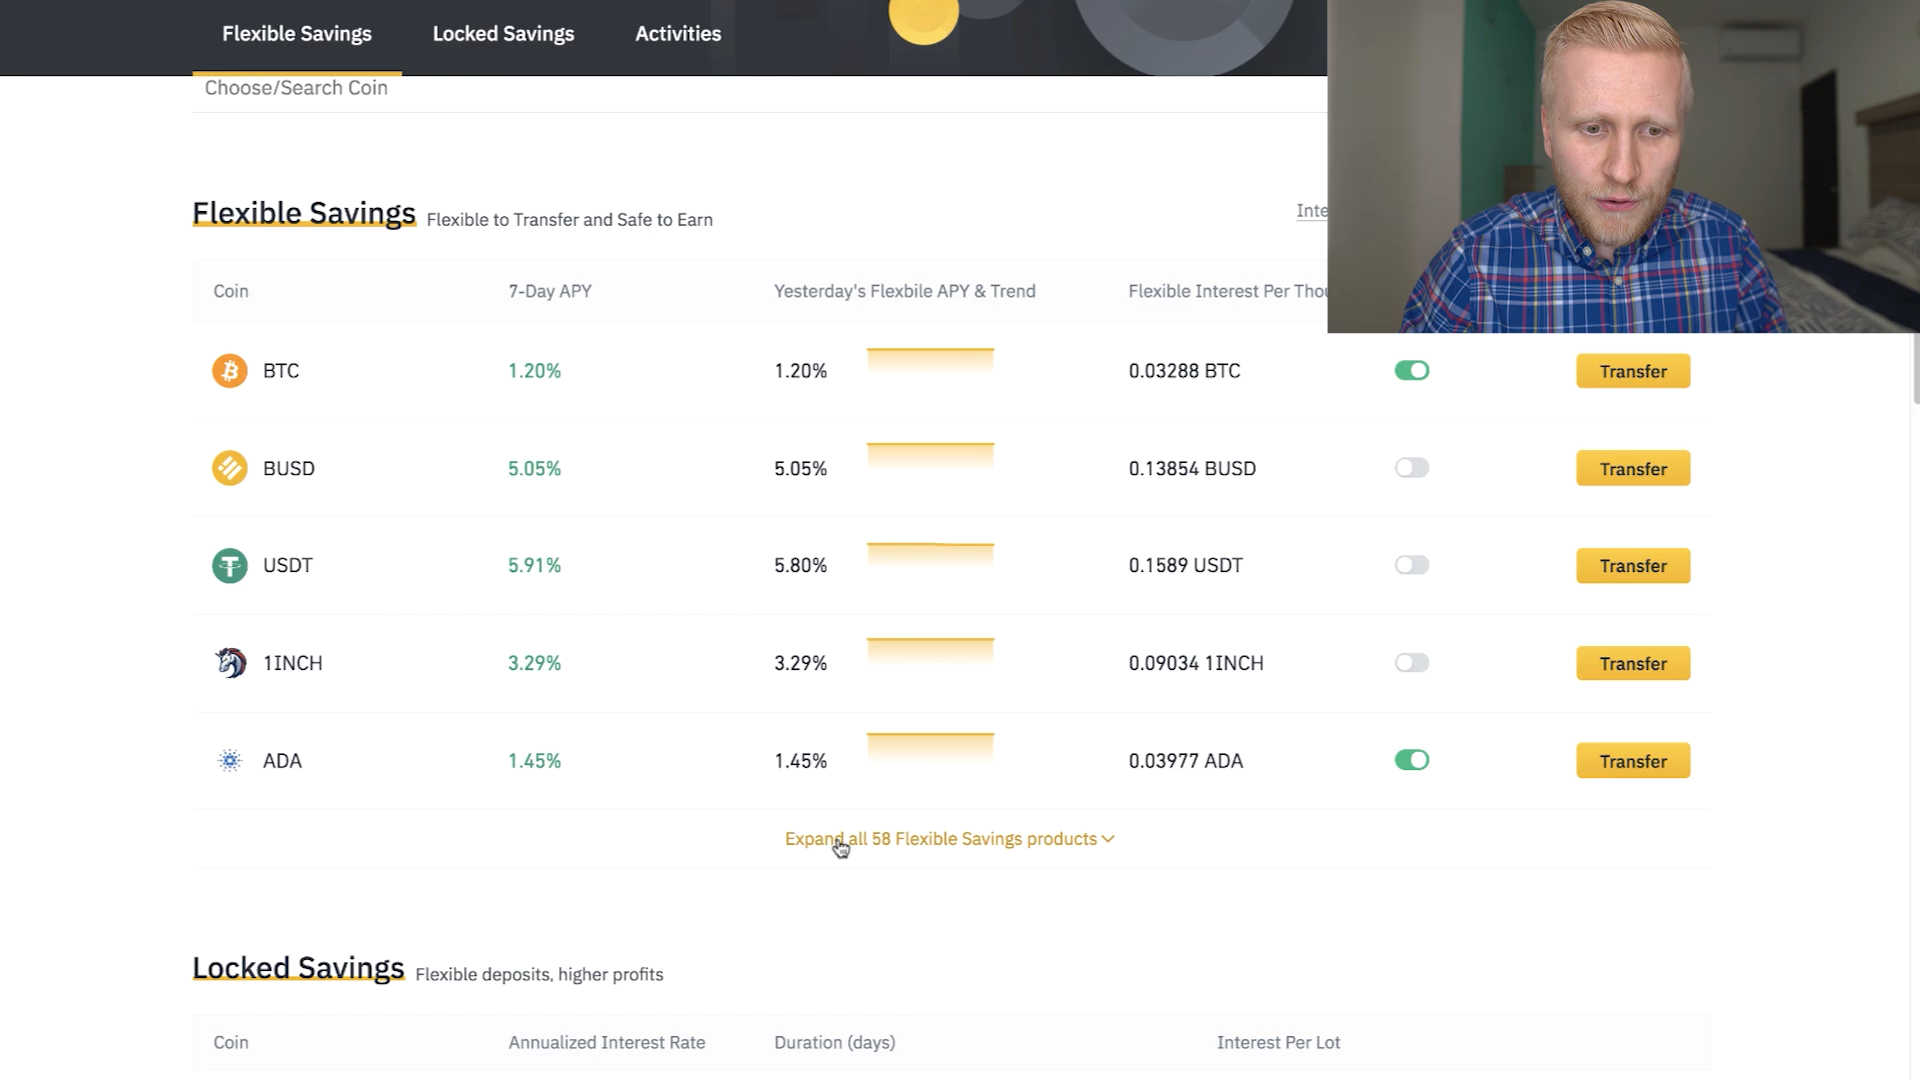 Flexible Savings
Locked Savings
Activities
Choose/Search Coin
Flexible Savings Flexible to Transfer and Safe to Earn
Inte
Coin 7-Day APY Yesterday's Flexbile APY & Trend Flexible Interest Per Thou
BTC 1.20% 1.20% 0.03288 BTC Transfer
BUSD 5.05% 5.05% 0.13854 BUSD Transfer
USDT 5.91% 5.80% 0.1589 USDT Transfer
1INCH 3.29% 3.29% 0.09034 1INCH Transfer
ADA 1.45% 1.45% 0.03977 ADA Transfer
Expand all 58 Flexible Savings products
Locked Savings Flexible deposits, higher profits
Coin Annualized Interest Rate Duration (days) Interest Per Lot